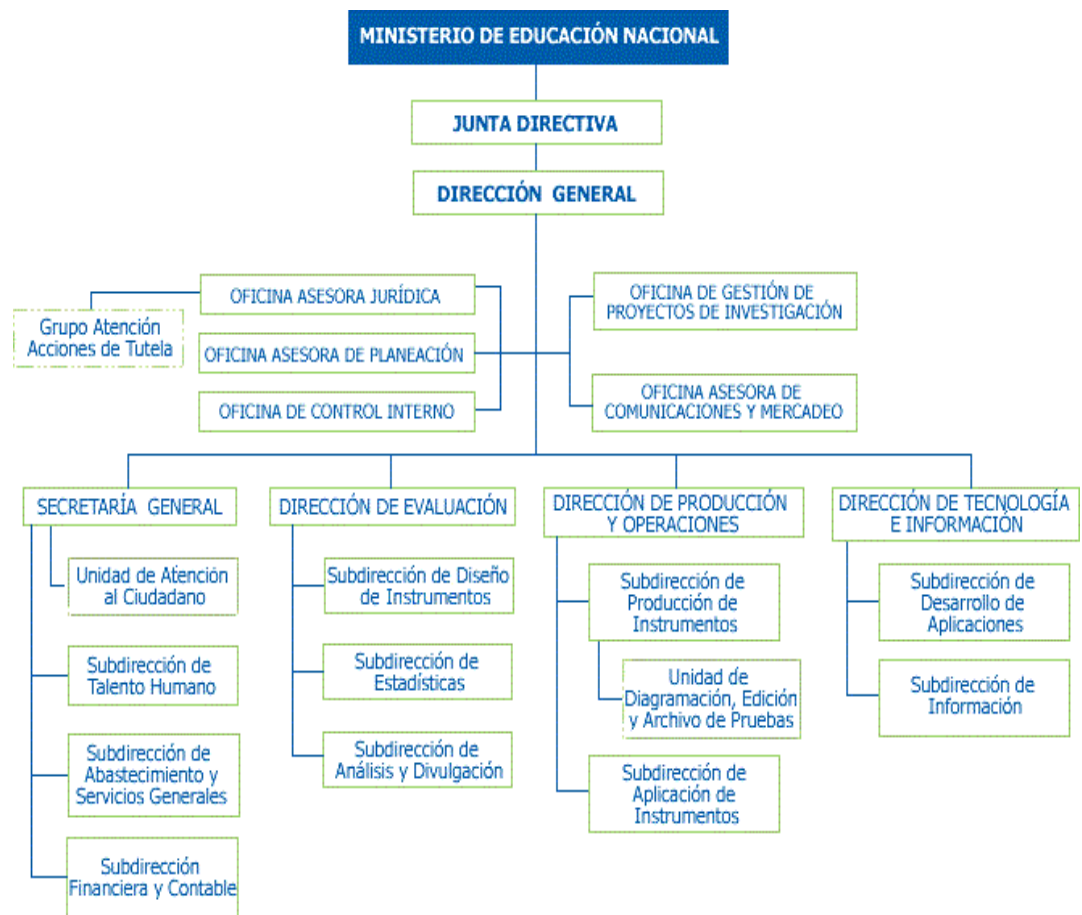 MINISTERIO DE EDUCACIÓN NACIONAL
JUNTA DIRECTIVA
DIRECCIÓN GENERAL
OFICINA ASESORA JURÍDICA
OFICINA DE GESTIÓN DE
PROYECTOS DE INVESTIGACIÓN
Grupo Atención
Acciones de Tutela
OFICINA ASESORA DE PLANEACIÓN
OFICINA DE CONTROL INTERNO
OFICINA ASESORA DE
COMUNICACIONES Y MERCADEO
SECRETARÍA GENERAL
Unidad de Atención
al Ciudadano
Subdirección de
Talento Humano
Subdirección de
Abastecimiento y
Servicios Generales
Subdirección
Financiera y Contable
DIRECCIÓN DE EVALUACIÓN
Subdirección de Diseño
de Instrumentos
Subdirección de
Estadísticas
Subdirección de
Análisis y Divulgación
DIRECCIÓN DE PRODUCCIÓN
Y OPERACIONES
Subdirección de
Producción de
Instrumentos
Unidad de
Diagramación, Edición
y Archivo de Pruebas
Subdirección de
Aplicación de
Instrumentos
DIRECCIÓN DE TECNOLOGÍA
E INFORMACIÓN
Subdirección de
Desarrollo de
Aplicaciones
Subdirección de
Información